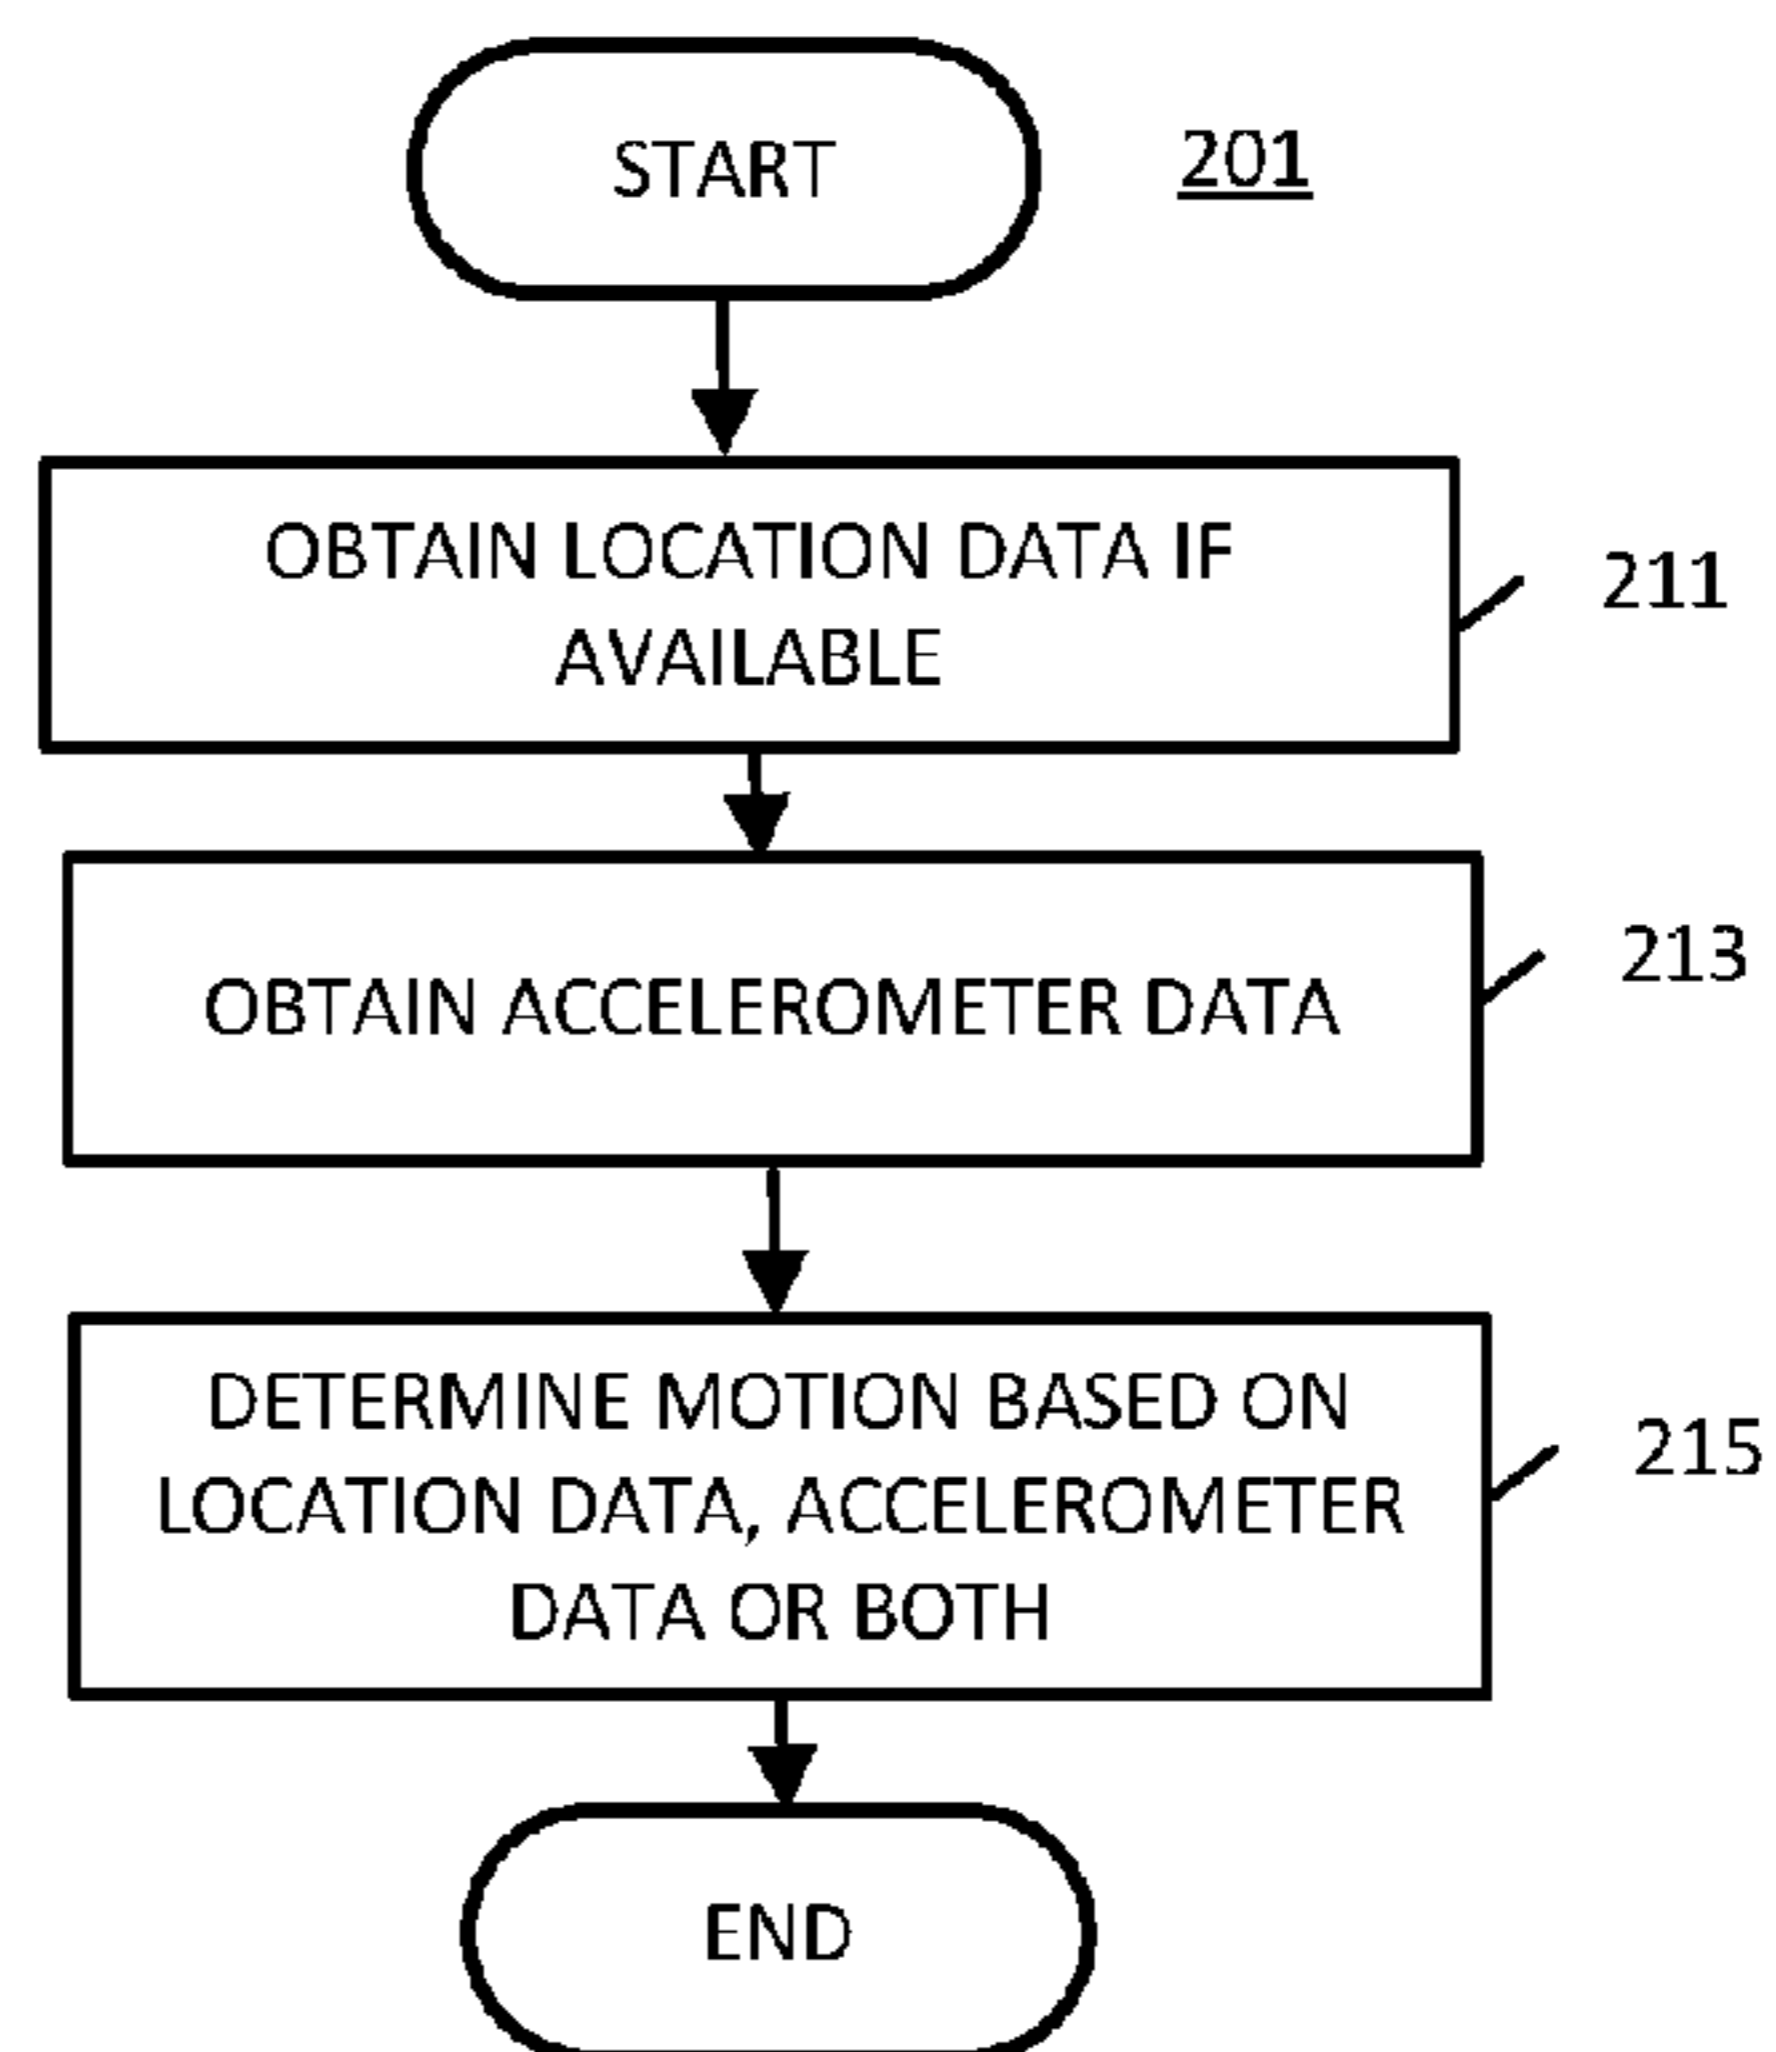 START
201
OBTAIN LOCATION DATA IF
AVAILABLE
211
OBTAIN ACCELEROMETER DATA
213
DETERMINE MOTION BASED ON
LOCATION DATA, ACCELEROMETER
DATA OR BOTH
215
END